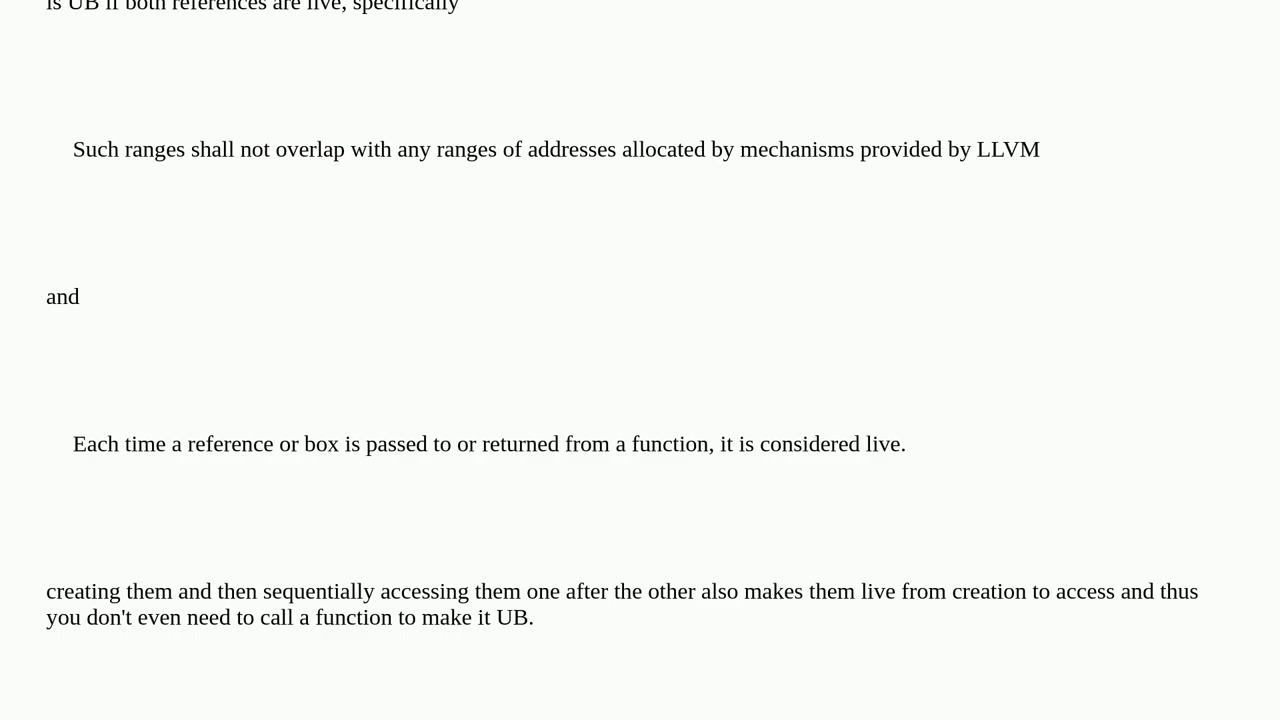 is UB if both references are live, specifically
Such ranges shall not overlap with any ranges of addresses allocated by mechanisms provided by LLVM
and
Each time a reference or box is passed to or returned from a function, it is considered live.
creating them and then sequentially accessing them one after the other also makes them live from creation to access and thus
you don't even need to call a function to make it UB.